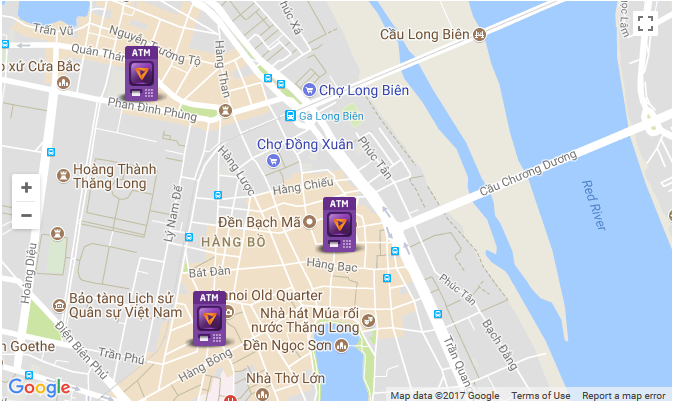 Trấn Vũ
Quán Thán
Nguyễn Trường Tộ
Phúc Xá
Cầu Long Biên
ATM
o xứ Cửa Bắc
Hàng Than
Phan Đình Phùng
Chợ Long Biên
Ga Long Biên
Chợ Đồng Xuân
Phúc Tân
Hoàng Thành
Thăng Long
Hàng Lược
Hàng Chiếu
Cầu Chương Dương
Red River
+
−
Lý Nam Đế
ATM
Đền Bạch Mã
HÀNG BỒ
Hoàng Diệu
Bát Đàn
Hàng Bạc
Phúc Tân
ATM
Hanoi Old Quarter
Bảo tàng Lịch sử
Quân sự Việt Nam
Nhà hát Múa rối
nước Thăng Long
Bạch Đằng
n Goethe
Điện Biên Phủ
Trần Phú
Hàng Bông
Đền Ngọc Sơn
Trần Quan
Nhà Thờ Lớn
Google
Map data ©2017 Google
Terms of Use
Report a map error